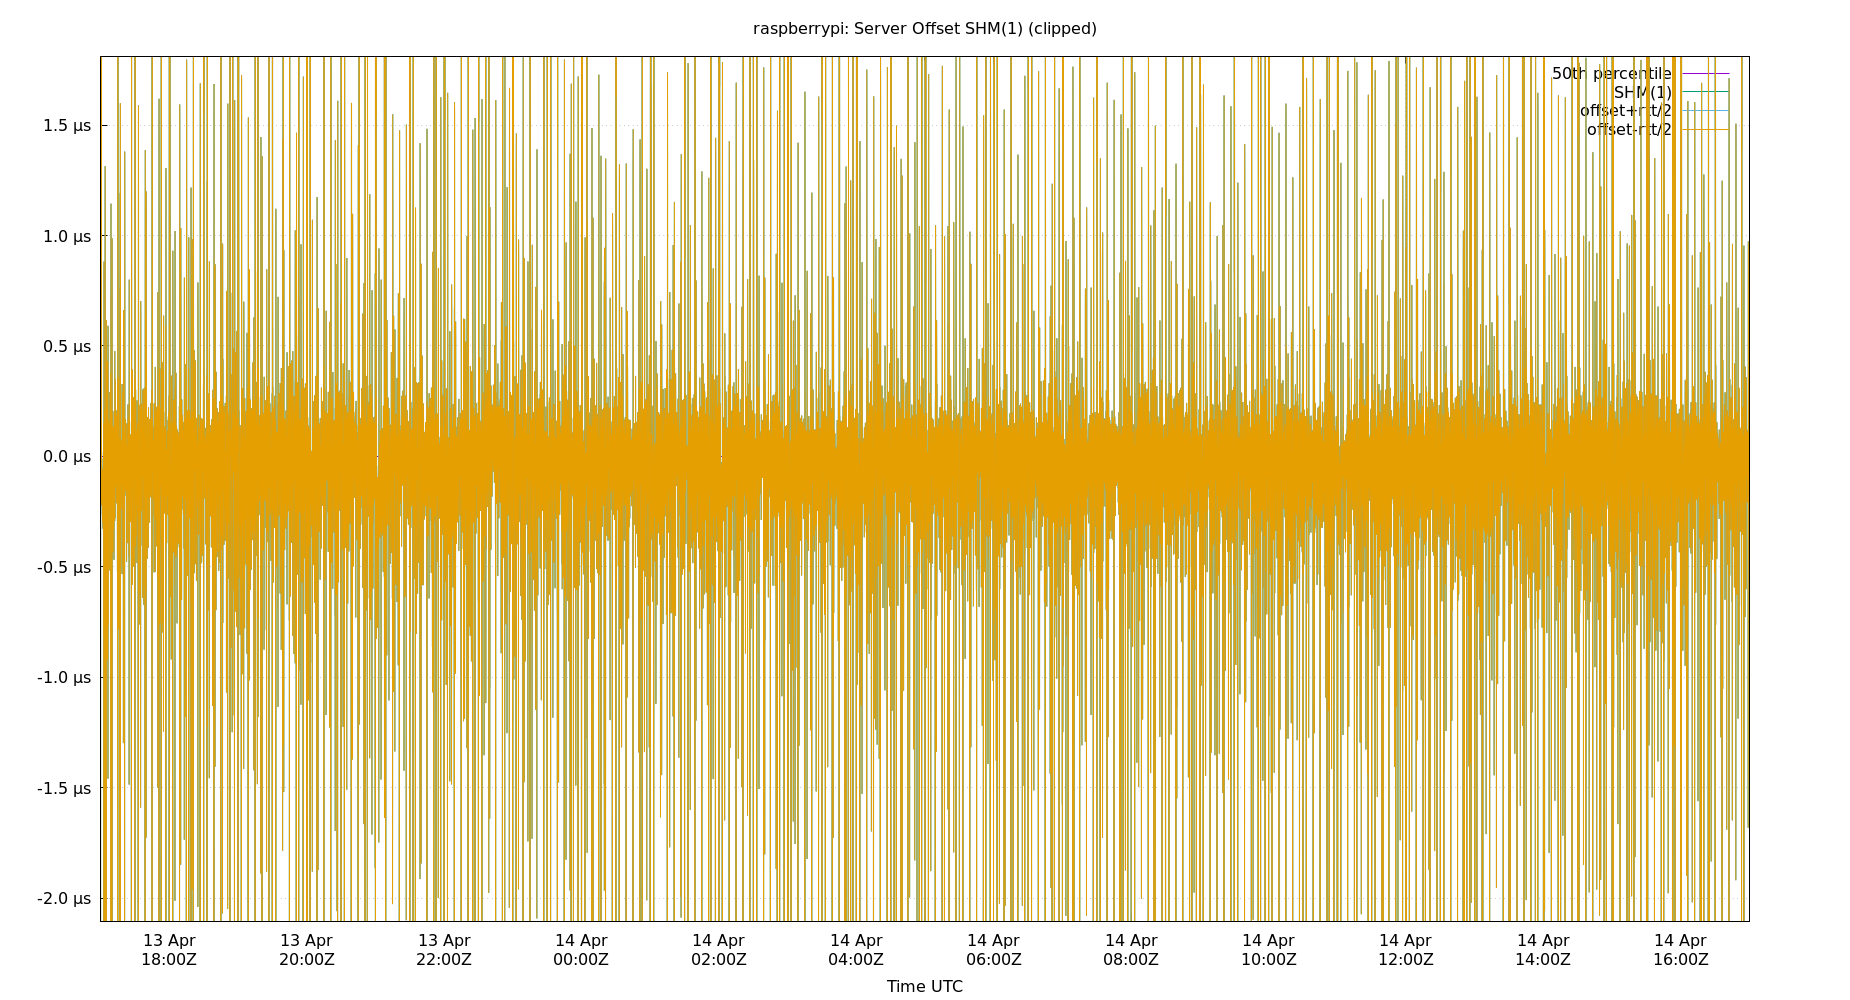 raspberrypi: Server Offset SHM(1) (clipped)
50th percentile
SHM(1)
offset+rtt/2
offset-rtt/2
1.5 µs
1.0 µs
0.5 µs
0.0 µs
-0.5 µs
-1.0 µs
-1.5 µs
-2.0 µs
13 Apr 13 Apr 13 Apr 14 Apr 14 Apr 14 Apr 14 Apr 14 Apr 14 Apr 14 Apr 14 Apr 14 Apr
18:00Z 20:00Z 22:00Z 00:00Z 02:00Z 04:00Z 06:00Z 08:00Z 10:00Z 12:00Z 14:00Z 16:00Z
Time UTC